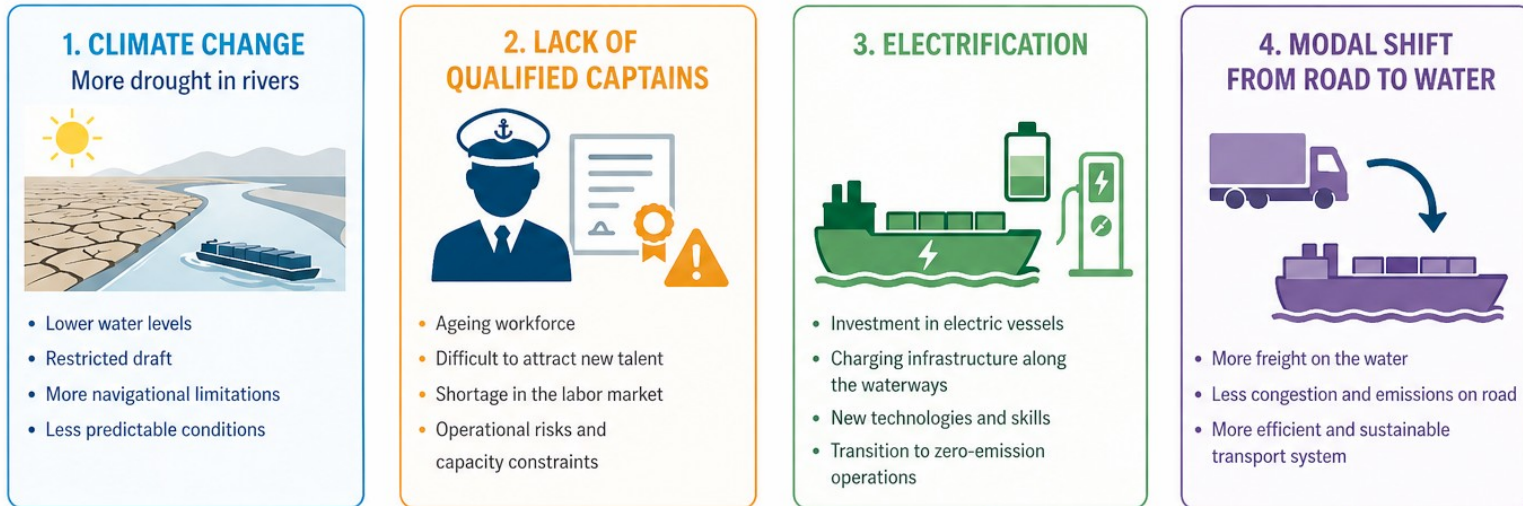 1. CLIMATE CHANGE
More drought in rivers
• Lower water levels
• Restricted draft
• More navigational limitations
• Less predictable conditions
2. LACK OF
QUALIFIED CAPTAINS
• Ageing workforce
• Difficult to attract new talent
• Shortage in the labor market
• Operational risks and
capacity constraints
3. ELECTRIFICATION
• Investment in electric vessels
• Charging infrastructure along
the waterways
• New technologies and skills
• Transition to zero-emission
operations
4. MODAL SHIFT
FROM ROAD TO WATER
• More freight on the water
• Less congestion and emissions on road
• More efficient and sustainable
transport system